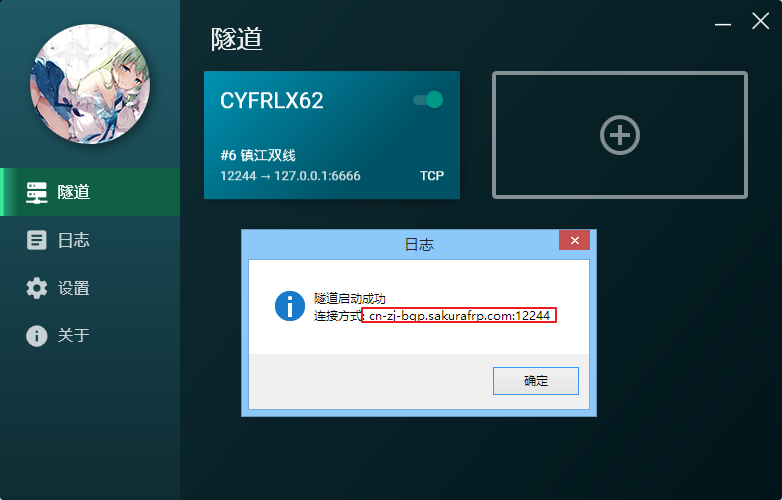 隧道
CYFRLX62
#6 镇江双线
12244 → 127.0.0.1:6666
TCP
隧道
日志
设置
关于
日志
隧道启动成功
连接方式: cn-zj-bgp.sakurafrp.com:12244
确定